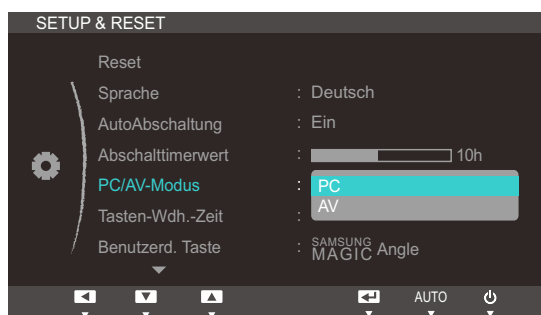 SETUP & RESET
Reset
Sprache : Deutsch
AutoAbschaltung : Ein
Abschalttimerwert : 10h
PC/AV-Modus : PC
AV
Tasten-Wdh.-Zeit :
Benutzerd. Taste : SAMSUNG MAGIC Angle
AUTO